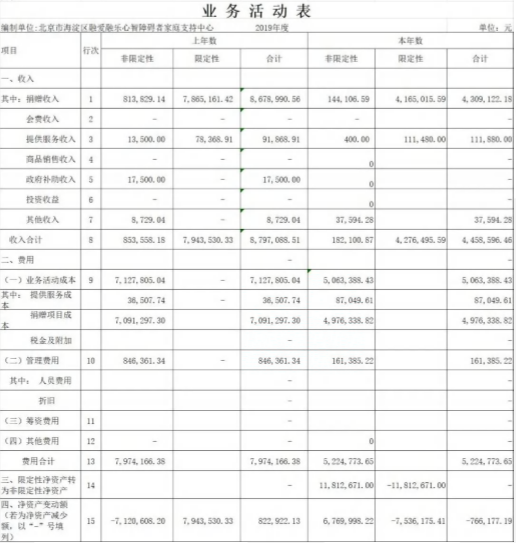 业务活动表
编制单位:北京市海淀区融爱融乐心智障碍者家庭支持中心 2019年度 单位：元
项目 行次 上年数 本年数
非限定性 限定性 合计 非限定性 限定性 合计
一、收入
其中：捐赠收入 1 813,829.14 7,865,161.42 8,678,990.56 144,106.59 4,165,015.59 4,309,122.18
会费收入 2 - - - - - -
提供服务收入 3 13,500.00 78,368.91 91,868.91 400.00 111,480.00 111,880.00
商品销售收入 4 - - - 0 -
政府补助收入 5 17,500.00 - 17,500.00 0 -
投资收益 6 - - - 0 -
其他收入 7 8,729.04 - 8,729.04 37,594.28 37,594.28
收入合计 8 853,558.18 7,943,530.33 8,797,088.51 182,100.87 4,276,495.59 4,458,596.46
二、费用 - -
（一）业务活动成本 9 7,127,805.04 - 7,127,805.04 5,063,388.43 5,063,388.43
其中： 提供服务成本 36,507.74 36,507.74 87,049.61 87,049.61
捐赠项目成本 7,091,297.30 7,091,297.30 4,976,338.82 4,976,338.82
税金及附加 - -
（二）管理费用 10 846,361.34 - 846,361.34 161,385.22 161,385.22
其中： 人员费用 - -
折旧 - -
（三）筹资费用 11 - -
（四）其他费用 12 - - 0 -
费用合计 13 7,974,166.38 7,974,166.38 5,224,773.65 5,224,773.65
三、限定性净资产转为非限定性净资产 14 - 11,812,671.00 -11,812,671.00 -
四、净资产变动额（若为净资产减少额，以“-”号填列） 15 -7,120,608.20 7,943,530.33 822,922.13 6,769,998.22 -7,536,175.41 -766,177.19